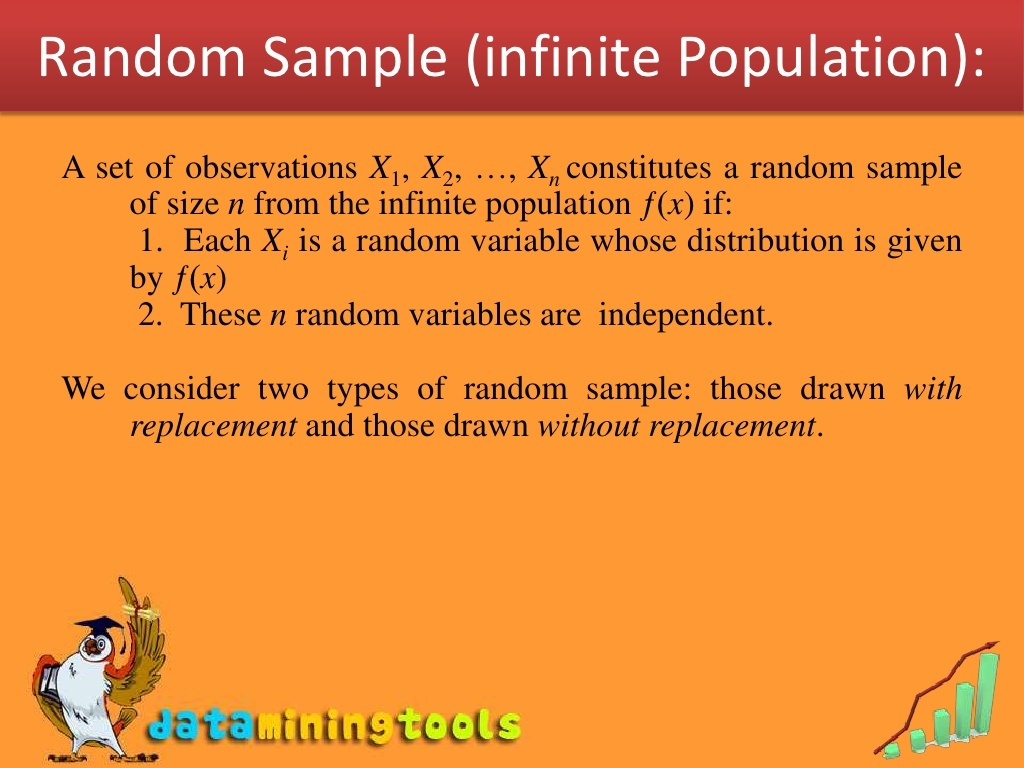 Random Sample (infinite Population):
A set of observations X1, X2, …, Xn constitutes a random sample
of size n from the infinite population ƒ(x) if:
1. Each Xi is a random variable whose distribution is given
by ƒ(x)
2. These n random variables are independent.
We consider two types of random sample: those drawn with
replacement and those drawn without replacement.
dataminingtools